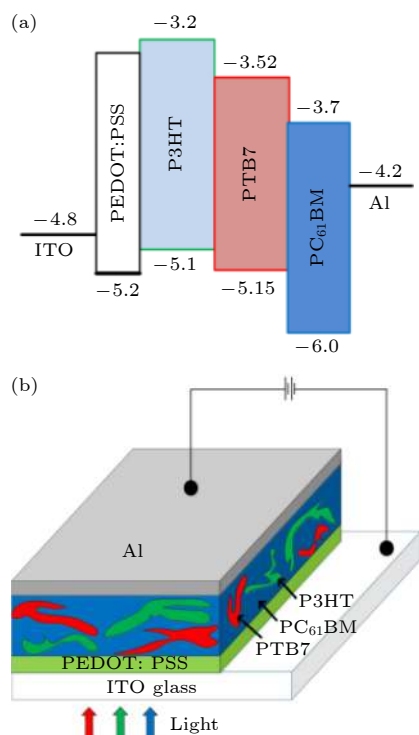 (a)
−3.2
−3.52
−3.7
−4.2
Al
−4.8
ITO
PEDOT:PSS
P3HT
PTB7
PC₆₁BM
−5.2
−5.1
−5.15
−6.0
(b)
Al
P3HT
PC₆₁BM
PTB7
PEDOT: PSS
ITO glass
Light